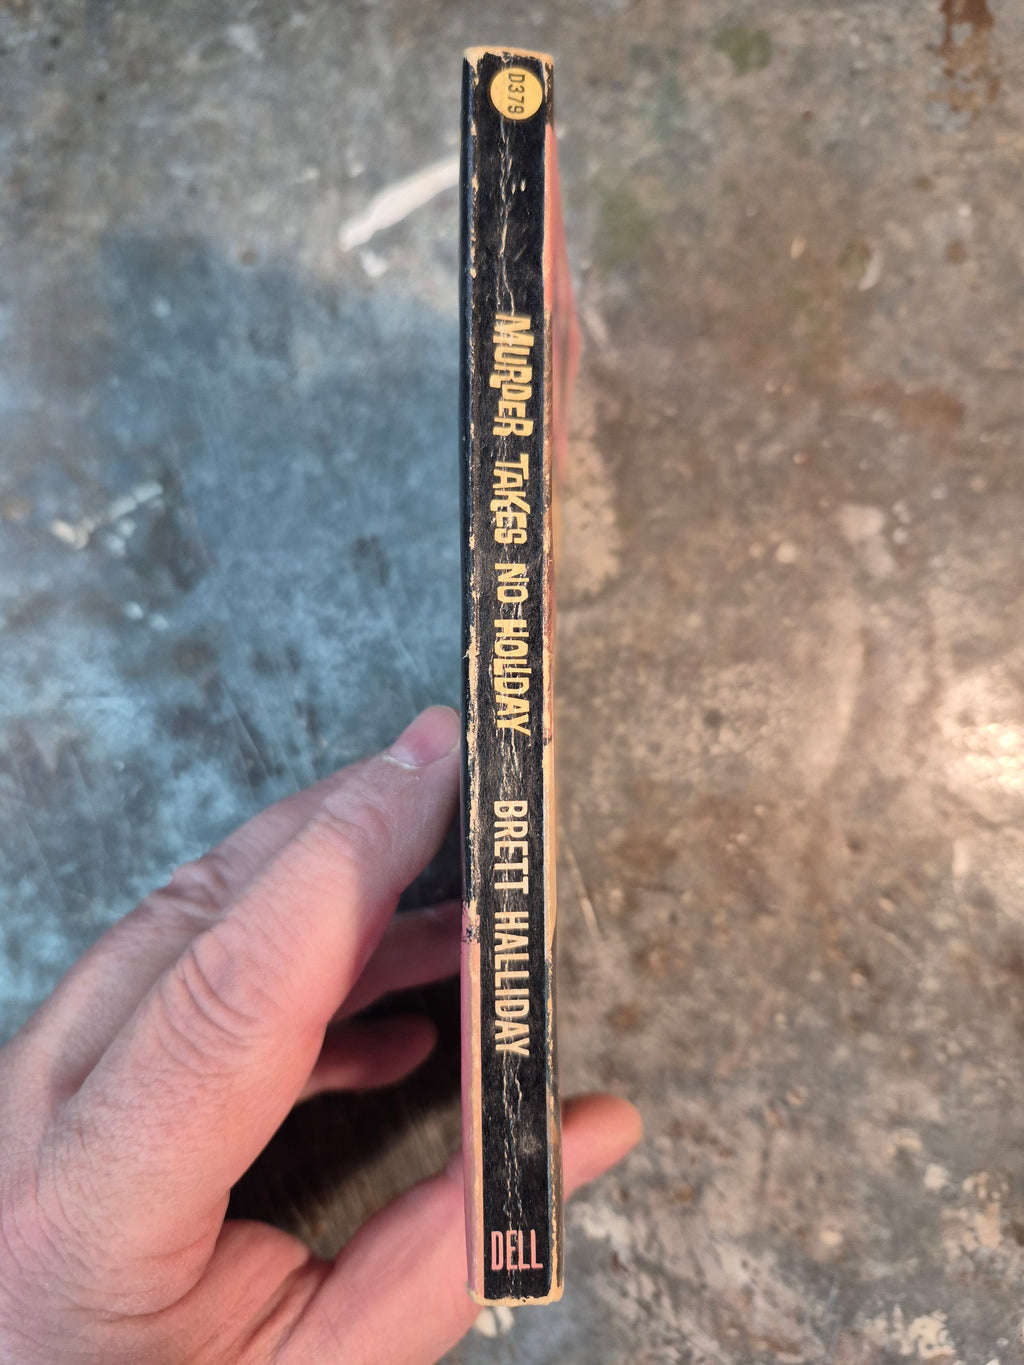 D379
MURDER TAKES NO HOLIDAY BRETT HALLIDAY
DELL